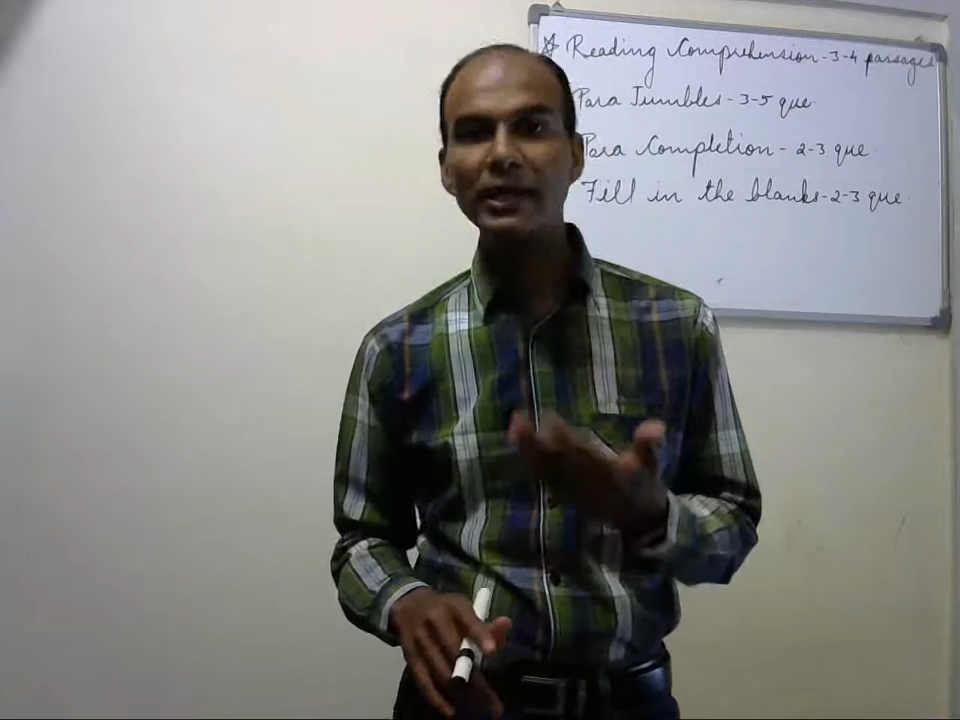 ☆ Reading Comprehension-3-4 passages
Para Jumbles-3-5 que
Para Completion-2-3 que
Fill in the blanks-2-3 que